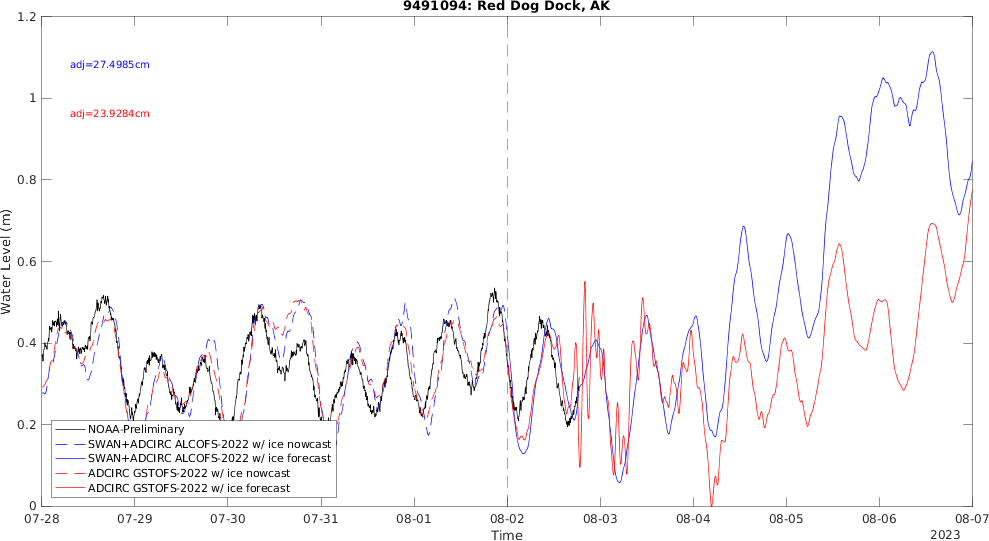 9491094: Red Dog Dock, AK
1.2
1
0.8
0.6
0.4
0.2
0
Water Level (m)
adj=27.4985cm
adj=23.9284cm
NOAA-Preliminary
SWAN+ADCIRC ALCOFS-2022 w/ ice nowcast
SWAN+ADCIRC ALCOFS-2022 w/ ice forecast
ADCIRC GSTOFS-2022 w/ ice nowcast
ADCIRC GSTOFS-2022 w/ ice forecast
07-28 07-29 07-30 07-31 08-01 08-02 08-03 08-04 08-05 08-06 08-07
Time
2023